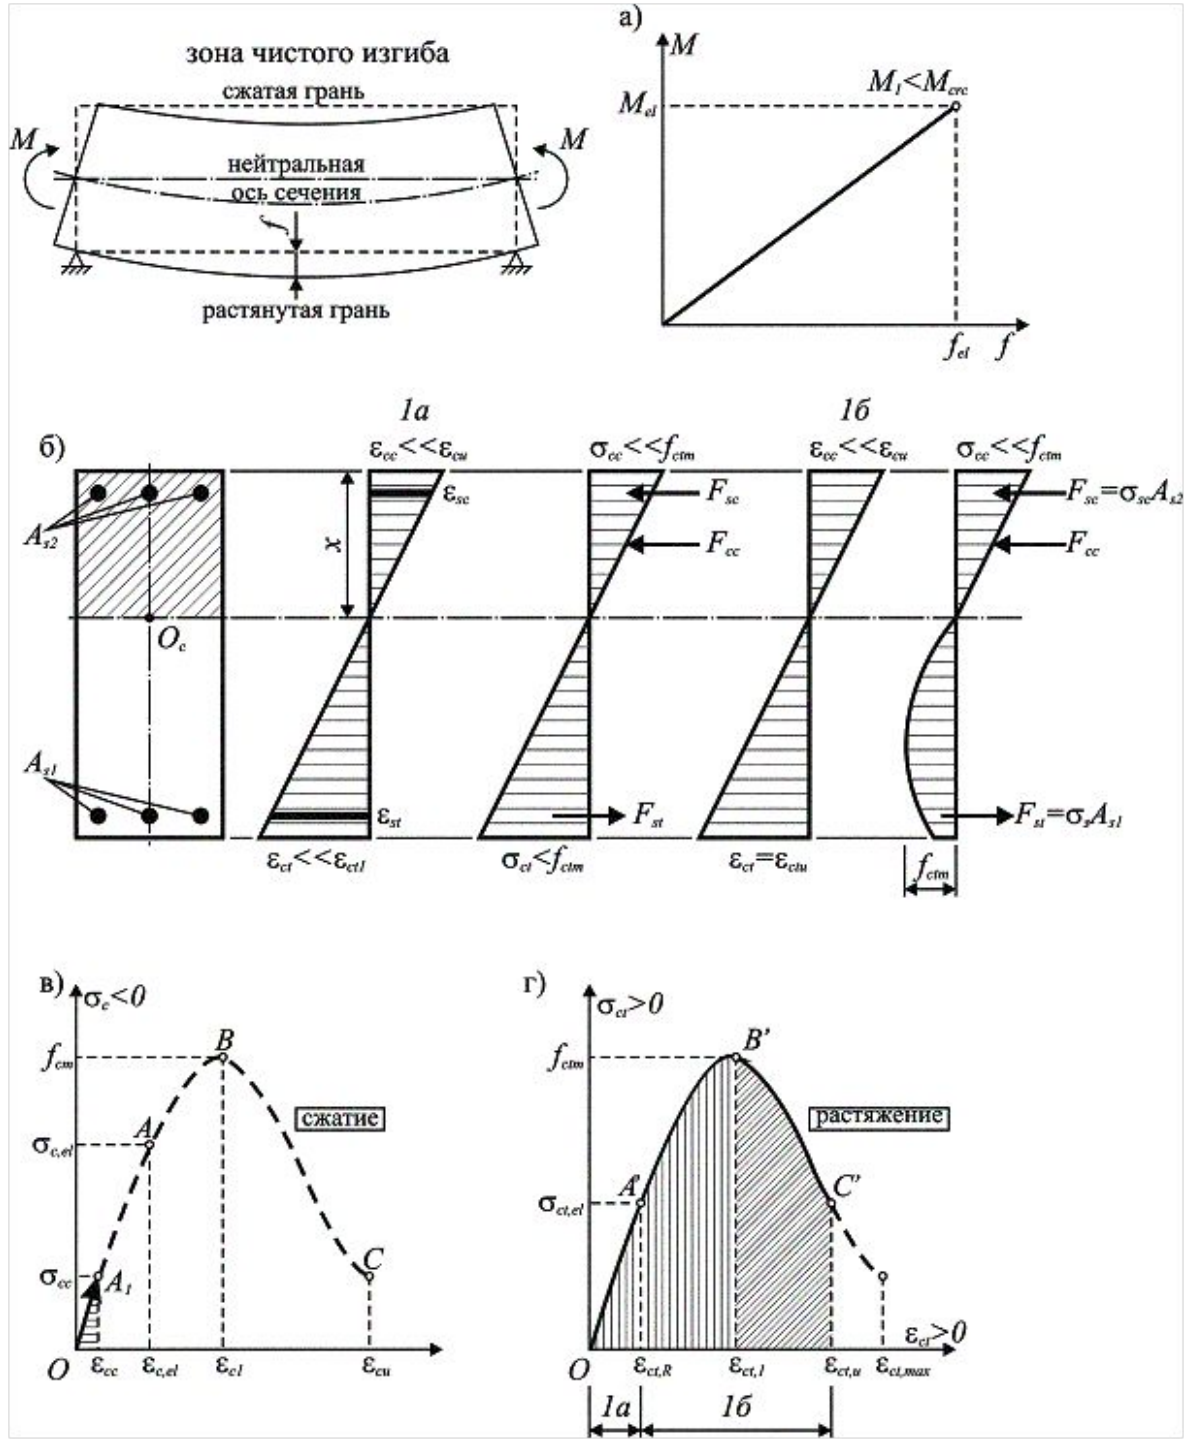 а)
зона чистого изгиба
сжатая грань
M
M
нейтральная
ось сечения
f
растянутая грань
M
M₁<M_crc
M_el
f_el
f
б)
1а
1б
ε_cc<<ε_cu
σ_cc<<f_ctm
ε_cc<<ε_cu
σ_cc<<f_ctm
A_s2
x
ε_sc
F_sc
F_sc=σ_sc A_s2
F_cc
F_cc
O_c
A_s1
ε_st
F_st
F_st=σ_s A_s1
ε_ct<<ε_ct1
σ_ct<f_ctm
ε_ct=ε_ctu
f_ctm
в)
σ_c<0
f_cm
B
сжатие
A
σ_c,el
σ_cc
A₁
C
O
ε_cc
ε_c,el
ε_c1
ε_cu
г)
σ_ct>0
f_ctm
B'
растяжение
A'
C'
σ_ct,el
ε_ct>0
O
ε_ct,R
ε_ct,1
ε_ct,u
ε_ct,max
1а
1б